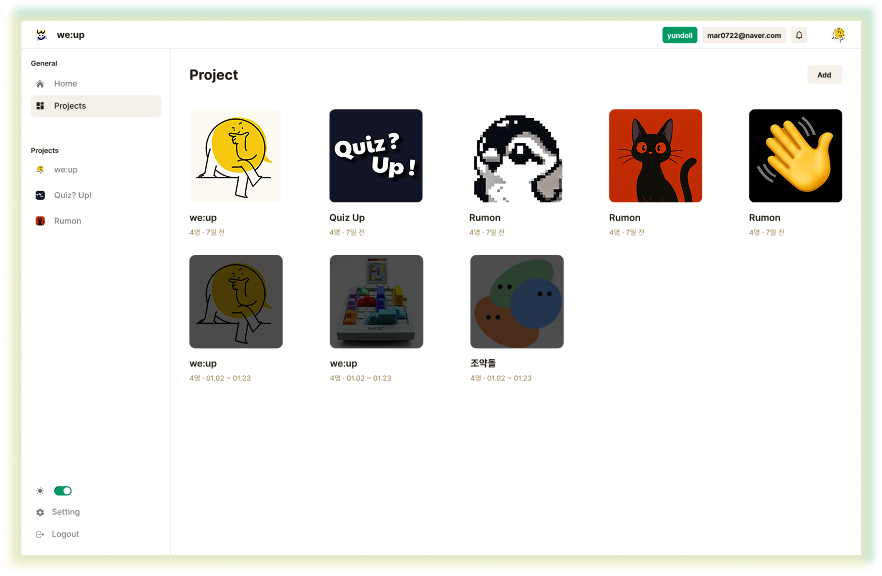 we:up
yundoll
mar0722@naver.com
General
Home
Projects
Projects
we:up
Quiz? Up!
Rumon
Setting
Logout
Project
Add
Quiz?
Up!
we:up
4명 · 7일 전
Quiz Up
4명 · 7일 전
Rumon
4명 · 7일 전
Rumon
4명 · 7일 전
Rumon
4명 · 7일 전
we:up
4명 · 01.02 ~ 01.23
we:up
4명 · 01.02 ~ 01.23
조약돌
4명 · 01.02 ~ 01.23